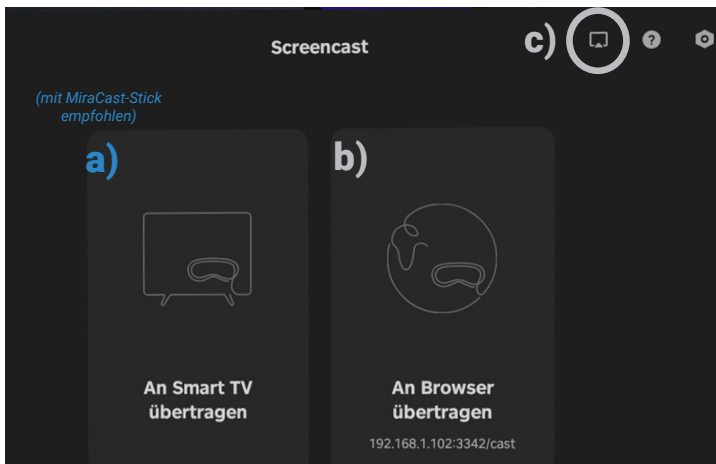 Screencast
c)
?
(mit MiraCast-Stick
empfohlen)
a)
b)
An Smart TV
übertragen
An Browser
übertragen
192.168.1.102:3342/cast